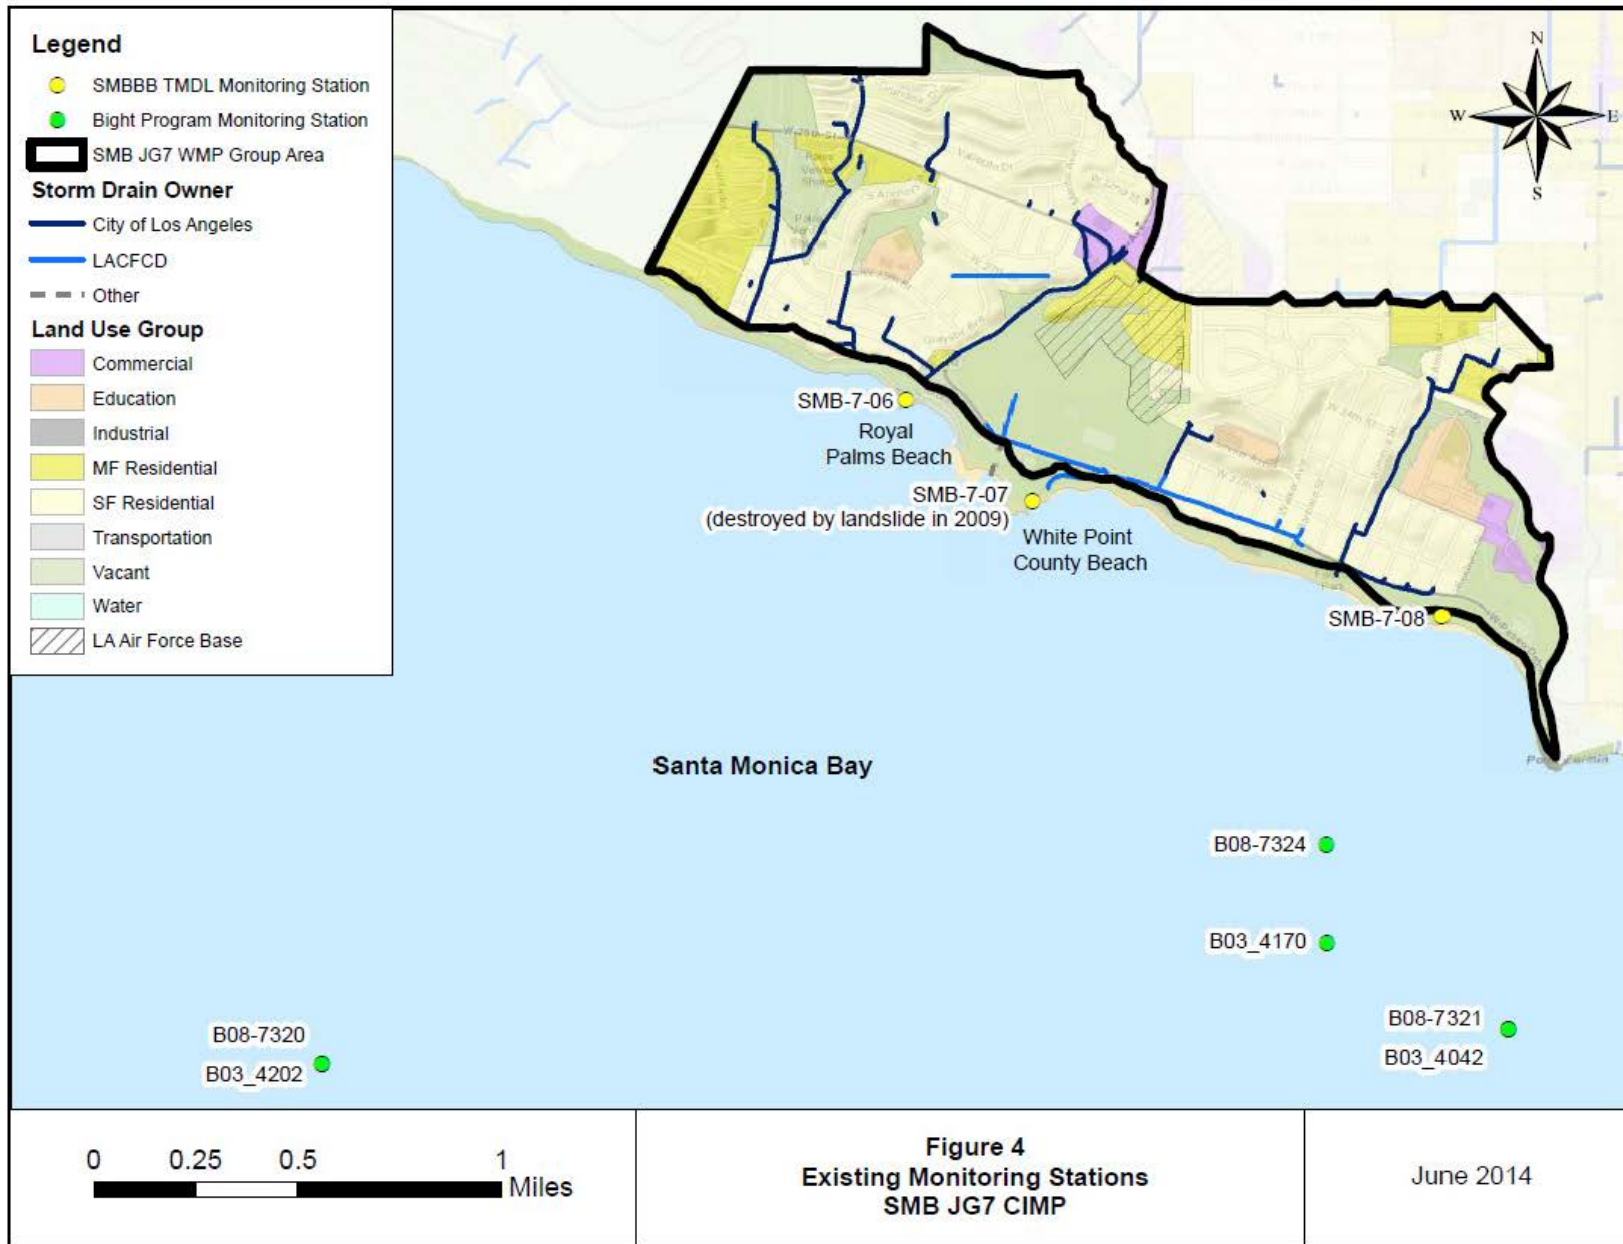 Legend
SMBBB TMDL Monitoring Station
Bight Program Monitoring Station
SMB JG7 WMP Group Area
Storm Drain Owner
City of Los Angeles
LACFCD
Other
Land Use Group
Commercial
Education
Industrial
MF Residential
SF Residential
Transportation
Vacant
Water
LA Air Force Base
N
W
E
S
W 25th St
SMB-7-06
Royal
Palms Beach
SMB-7-07
(destroyed by landslide in 2009)
White Point
County Beach
SMB-7-08
Santa Monica Bay
B08-7324
B03_4170
B08-7321
B03_4042
B08-7320
B03_4202
0 0.25 0.5 1
Miles
Figure 4
Existing Monitoring Stations
SMB JG7 CIMP
June 2014